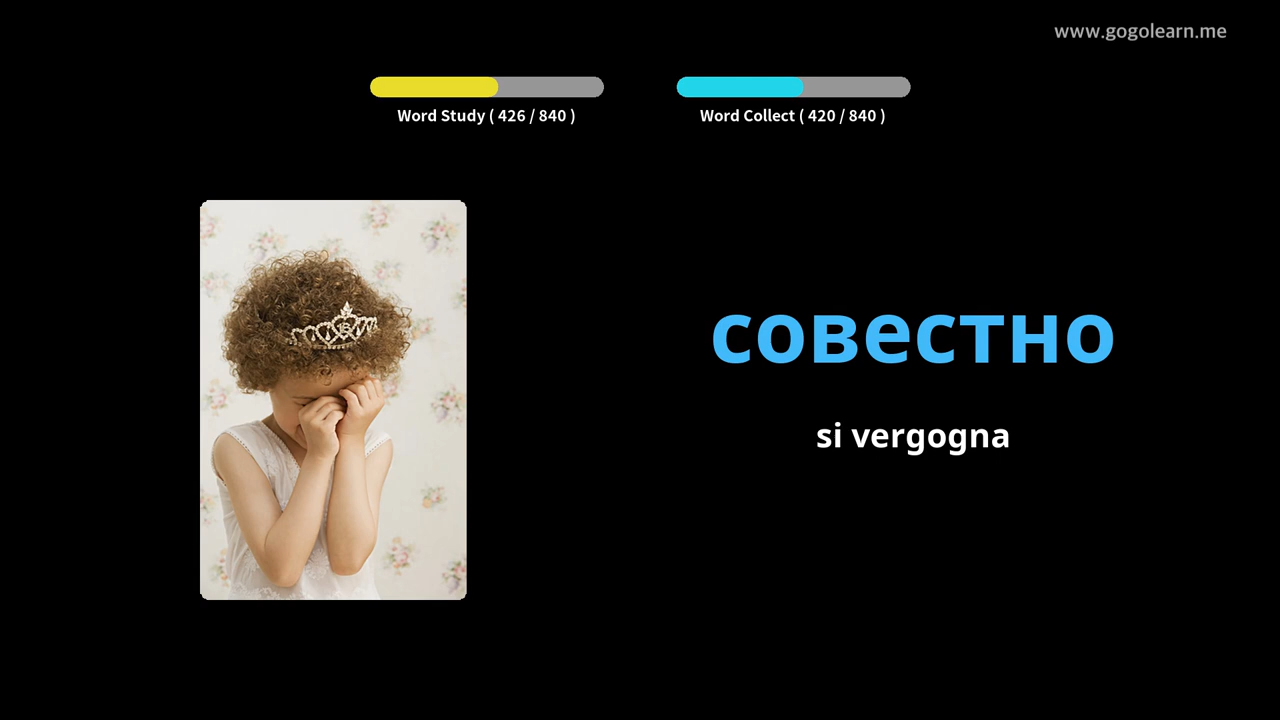 www.gogolearn.me
Word Study ( 426 / 840 )
Word Collect ( 420 / 840 )
совестно
si vergogna